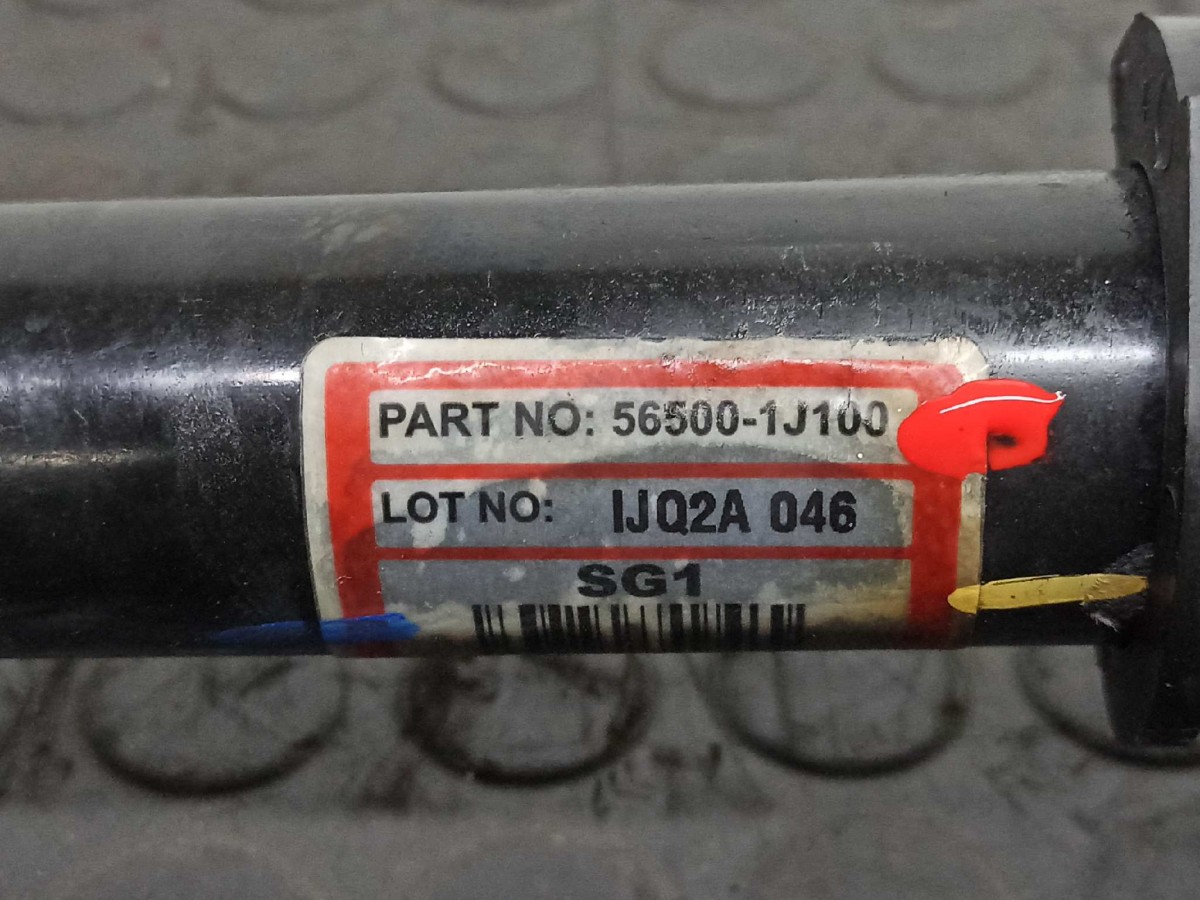 PART NO: 56500-1J100
LOT NO: IJQ2A 046
SG1